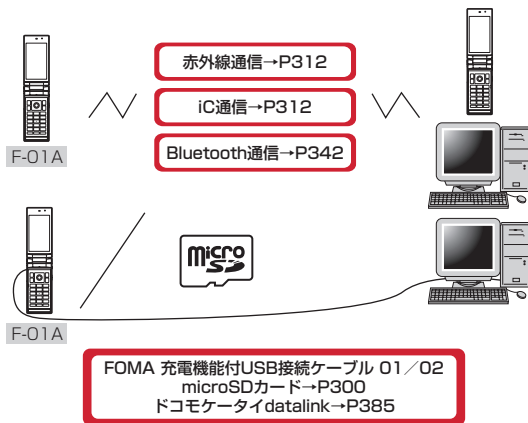 赤外線通信→P312
iC通信→P312
Bluetooth通信→P342
F-01A
micro
SD
F-01A
FOMA 充電機能付USB接続ケーブル 01／02
microSDカード→P300
ドコモケータイdatalink→P385